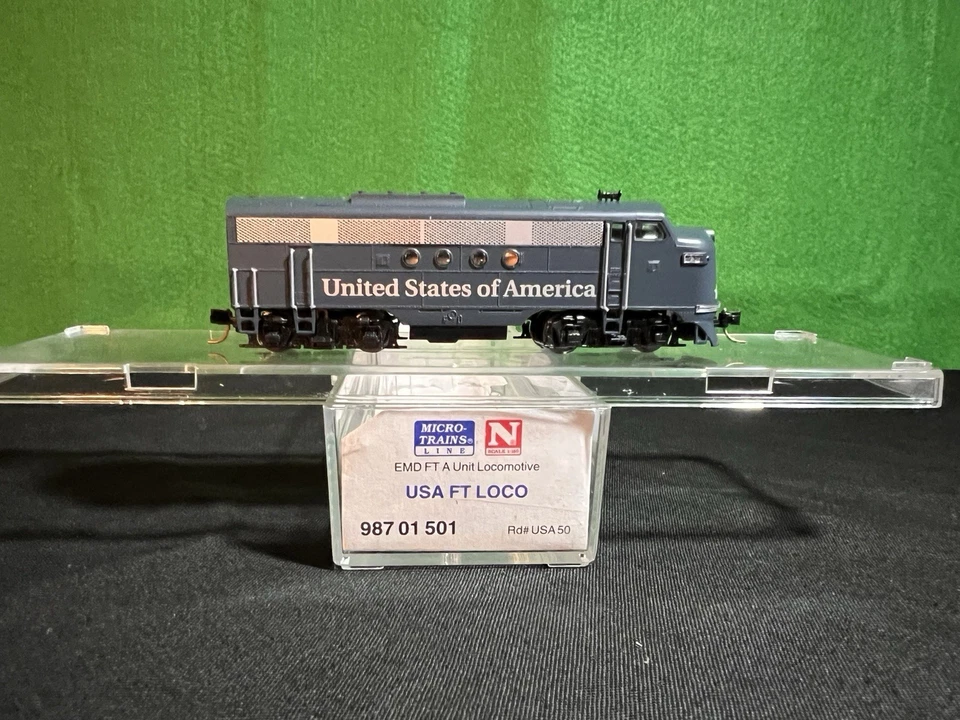 United States of America
MICRO-
TRAINS®
LINE
N
EMD FT A Unit Locomotive
USA FT LOCO
987 01 501
Rd# USA 50